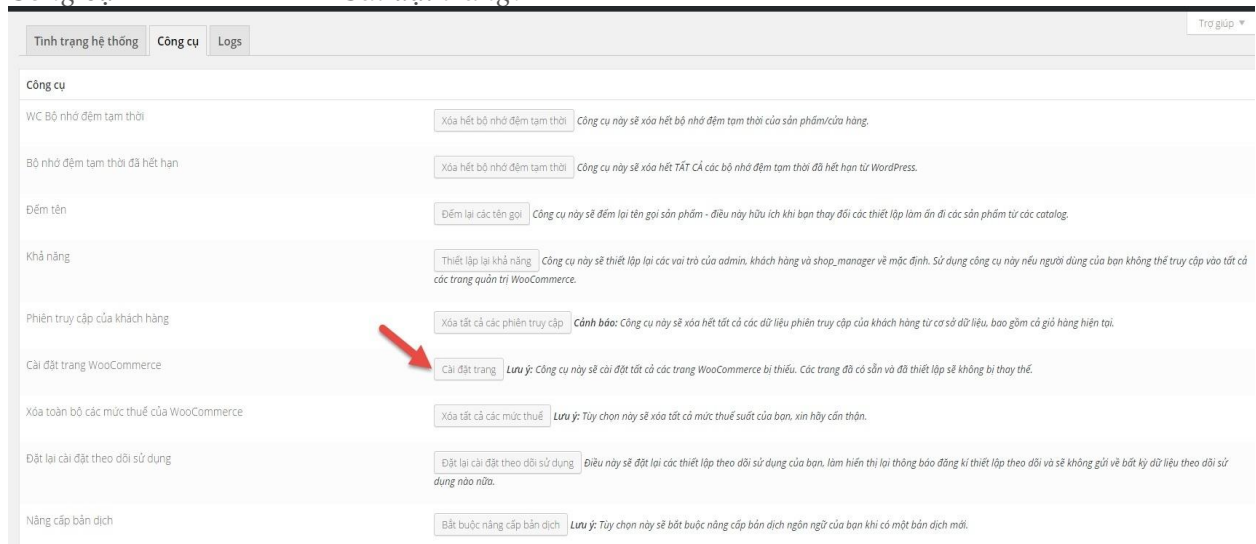 Trợ giúp ▼
Tình trạng hệ thống Công cụ Logs
Công cụ
WC Bộ nhớ đệm tạm thời Xóa hết bộ nhớ đệm tạm thời Công cụ này sẽ xóa hết bộ nhớ đệm tạm thời của sản phẩm/cửa hàng.
Bộ nhớ đệm tạm thời đã hết hạn Xóa hết bộ nhớ đệm tạm thời Công cụ này sẽ xóa hết TẤT CẢ các bộ nhớ đệm tạm thời đã hết hạn từ WordPress.
Đếm tên Đếm lại các tên gọi Công cụ này sẽ đếm lại tên gọi sản phẩm - điều này hữu ích khi bạn thay đổi các thiết lập làm ẩn đi các sản phẩm từ các catalog.
Khả năng Thiết lập lại khả năng Công cụ này sẽ thiết lập lại các vai trò của admin, khách hàng và shop_manager về mặc định. Sử dụng công cụ này nếu người dùng của bạn không thể truy cập vào tất cả
các trang quản trị WooCommerce.
Phiên truy cập của khách hàng Xóa tất cả các phiên truy cập Cảnh báo: Công cụ này sẽ xóa hết tất cả các dữ liệu phiên truy cập của khách hàng từ cơ sở dữ liệu, bao gồm cả giỏ hàng hiện tại.
Cài đặt trang WooCommerce Cài đặt trang Lưu ý: Công cụ này sẽ cài đặt tất cả các trang WooCommerce bị thiếu. Các trang đã có sẵn và đã thiết lập sẽ không bị thay thế.
Xóa toàn bộ các mức thuế của WooCommerce Xóa tất cả các mức thuế Lưu ý: Tùy chọn này sẽ xóa tất cả mức thuế suất của bạn, xin hãy cẩn thận.
Đặt lại cài đặt theo dõi sử dụng Đặt lại cài đặt theo dõi sử dụng Điều này sẽ đặt lại các thiết lập theo dõi sử dụng của bạn, làm hiển thị lại thông báo đăng kí thiết lập theo dõi và sẽ không gửi về bất kỳ dữ liệu theo dõi sử
dụng nào nữa.
Nâng cấp bản dịch Bắt buộc nâng cấp bản dịch Lưu ý: Tùy chọn này sẽ bắt buộc nâng cấp bản dịch ngôn ngữ của bạn khi có một bản dịch mới.